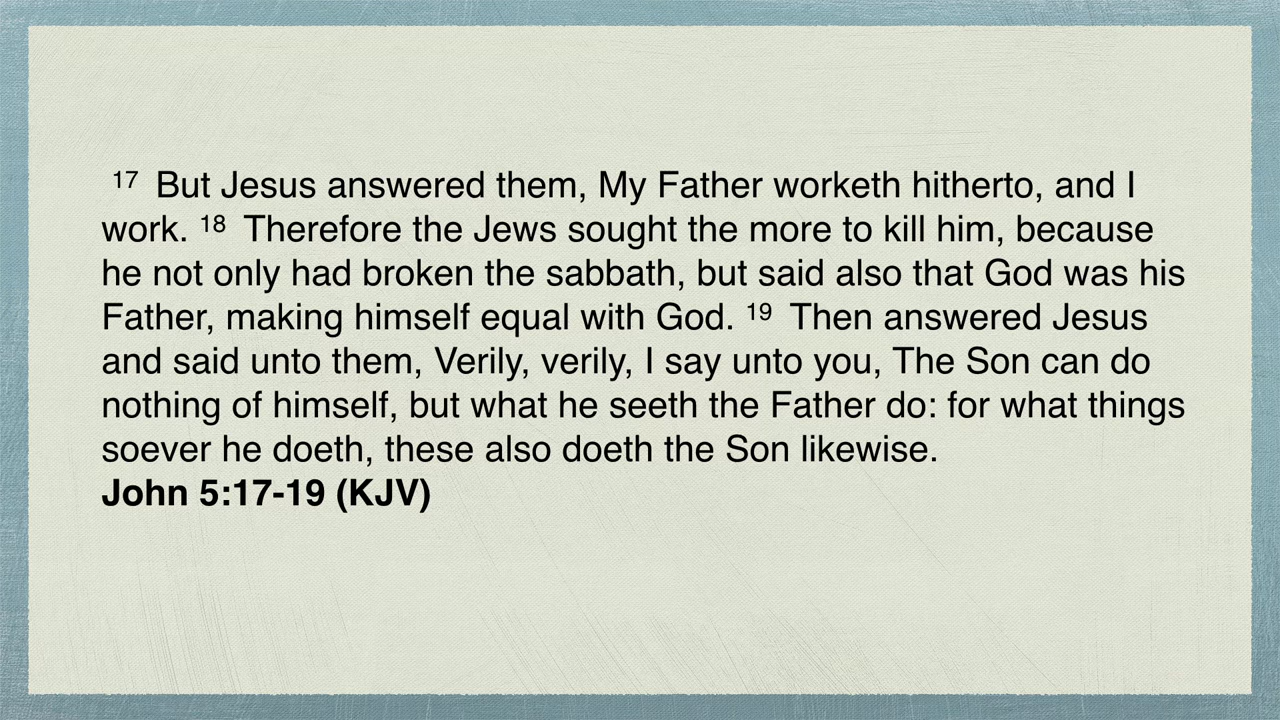 17 But Jesus answered them, My Father worketh hitherto, and I
work. 18 Therefore the Jews sought the more to kill him, because
he not only had broken the sabbath, but said also that God was his
Father, making himself equal with God. 19 Then answered Jesus
and said unto them, Verily, verily, I say unto you, The Son can do
nothing of himself, but what he seeth the Father do: for what things
soever he doeth, these also doeth the Son likewise.
John 5:17-19 (KJV)